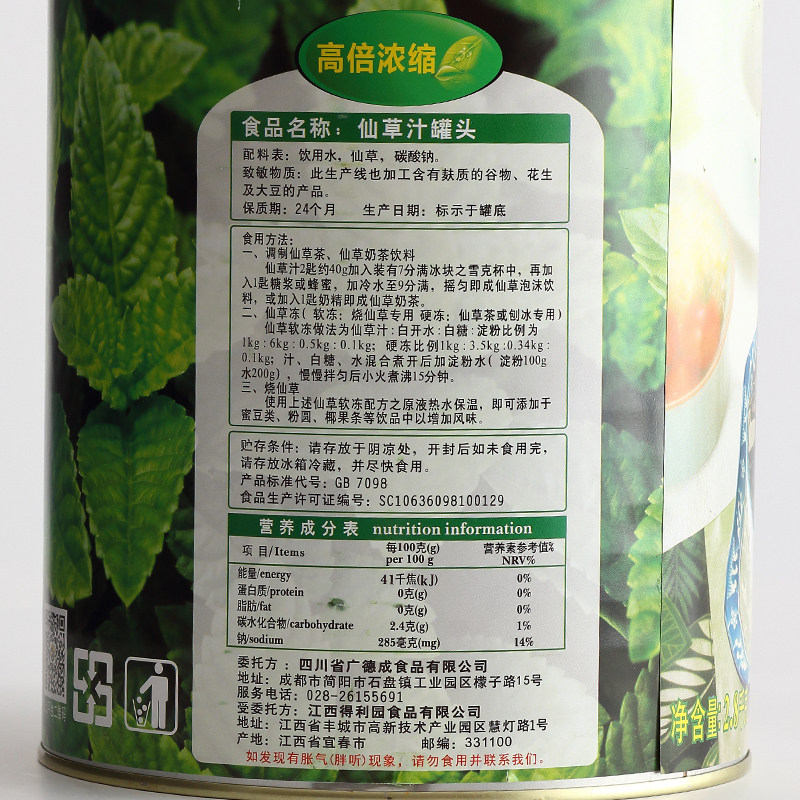 高倍浓缩
食品名称：仙草汁罐头
配料表：饮用水，仙草，碳酸钠。
致敏物质：此生产线也加工含有麸质的谷物、花生
及大豆的产品。
保质期：24个月 生产日期：标示于罐底
食用方法：
一、调制仙草茶、仙草奶茶饮料
仙草汁2匙约40g加入装有7分满冰块之雪克杯中，再加
入1匙糖浆或蜂蜜，加冷水至9分满，摇匀即成仙草泡沫饮
料，或加入1匙奶精即成仙草奶茶。
二、仙草冻（软冻：烧仙草专用 硬冻：仙草茶或刨冰专用）
仙草软冻做法为仙草汁:白开水:白糖:淀粉比例为
1kg:6kg:0.5kg:0.1kg；硬冻比例1kg:3.5kg:0.34kg:
0.1kg；汁、白糖、水混合煮开后加淀粉水（淀粉100g
水200g），慢慢拌匀后小火煮沸15分钟。
三、烧仙草
使用上述仙草软冻配方之原液热水保温，即可添加于
蜜豆类、粉圆、椰果条等饮品中以增加风味。
贮存条件：请存放于阴凉处，开封后如未食用完，
请存放冰箱冷藏，并尽快食用。
产品标准代号：GB 7098
食品生产许可证编号：SC10636098100129
营养成分表 nutrition information
项 目/Items 每100克(g) per 100 g 营养素参考值% NRV%
能量/energy 41千焦(kJ) 0%
蛋白质/protein 0克(g) 0%
脂肪/fat 0克(g) 0%
碳水化合物/carbohydrate 2.4克(g) 1%
钠/sodium 285毫克(mg) 14%
委托方：四川省广德成食品有限公司
地址：成都市简阳市石盘镇工业园区檬子路15号
服务电话：028-26155691
受委托方：江西得利园食品有限公司
地址：江西省丰城市高新技术产业园区慧灯路1号
产地：江西省宜春市 邮编：331100
如发现有胀气(胖听)现象，请勿食用并联系我们。
净含量：2.8